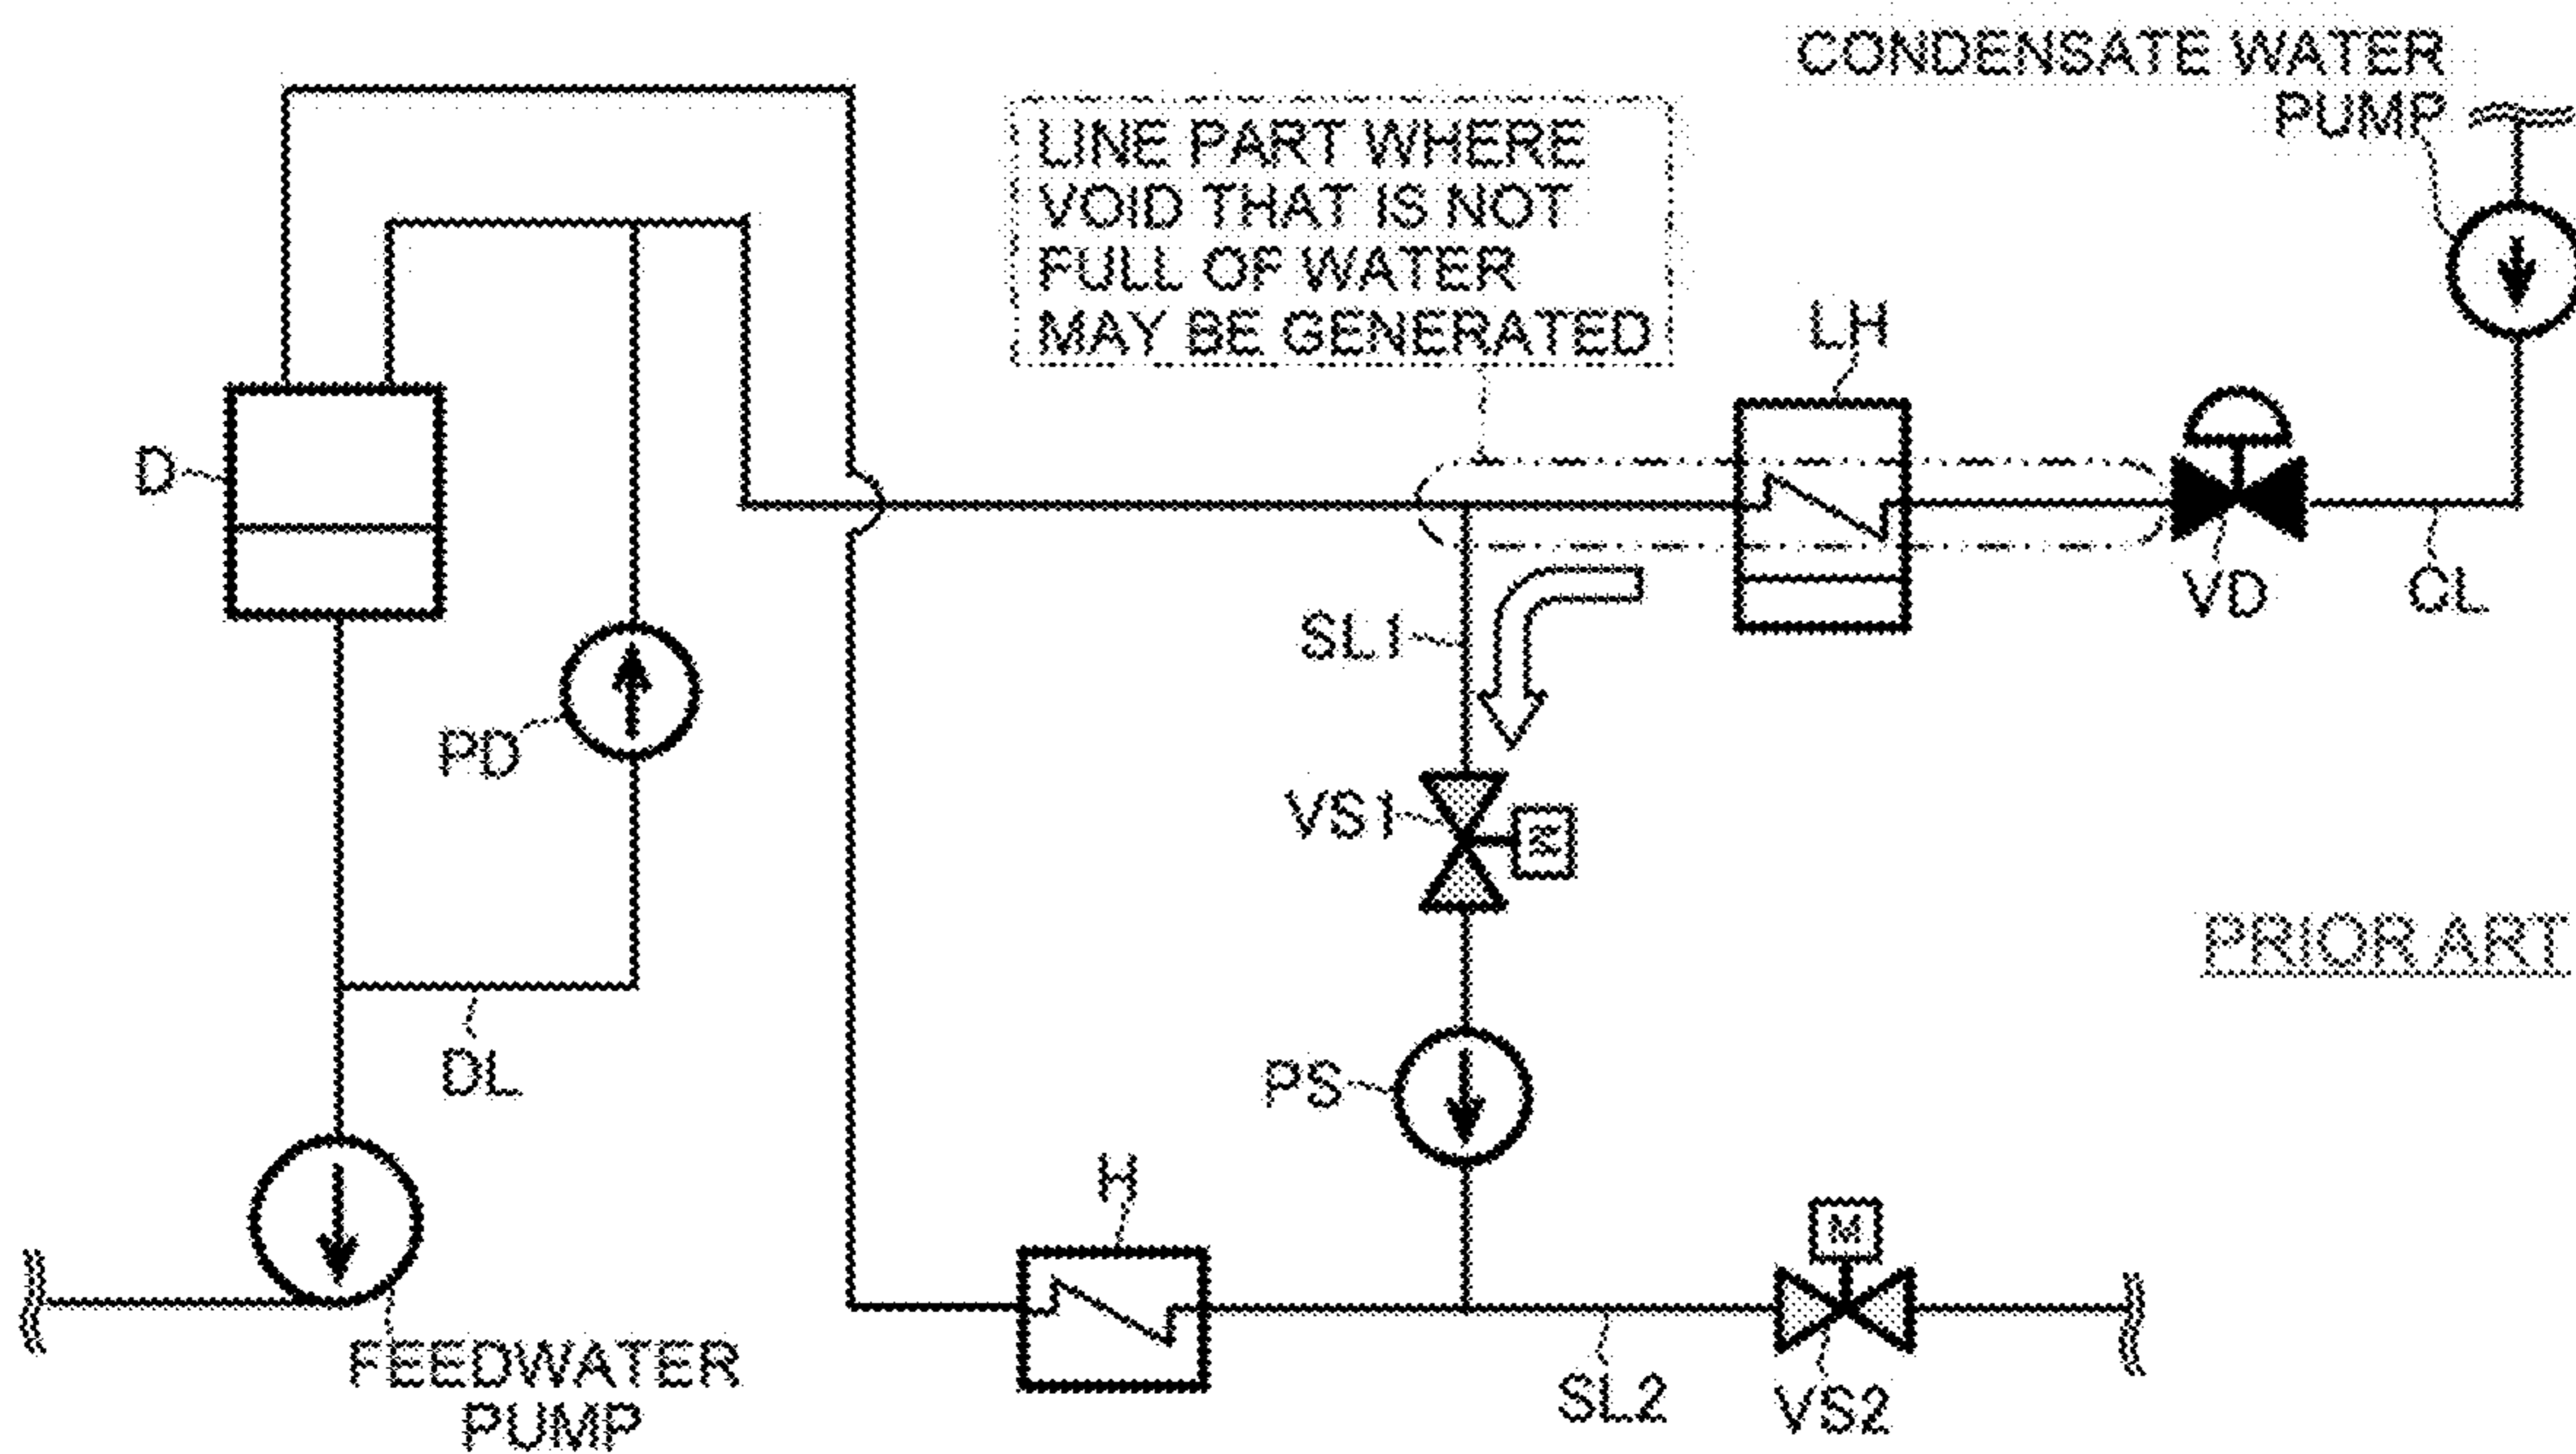 CONDENSATE WATER
PUMP
LINE PART WHERE
VOID THAT IS NOT
FULL OF WATER
MAY BE GENERATED
LH
D
VD
CL
SL1
PD
VS1
M
PRIOR ART
DL
PS
H
M
FEEDWATER
PUMP
SL2
VS2